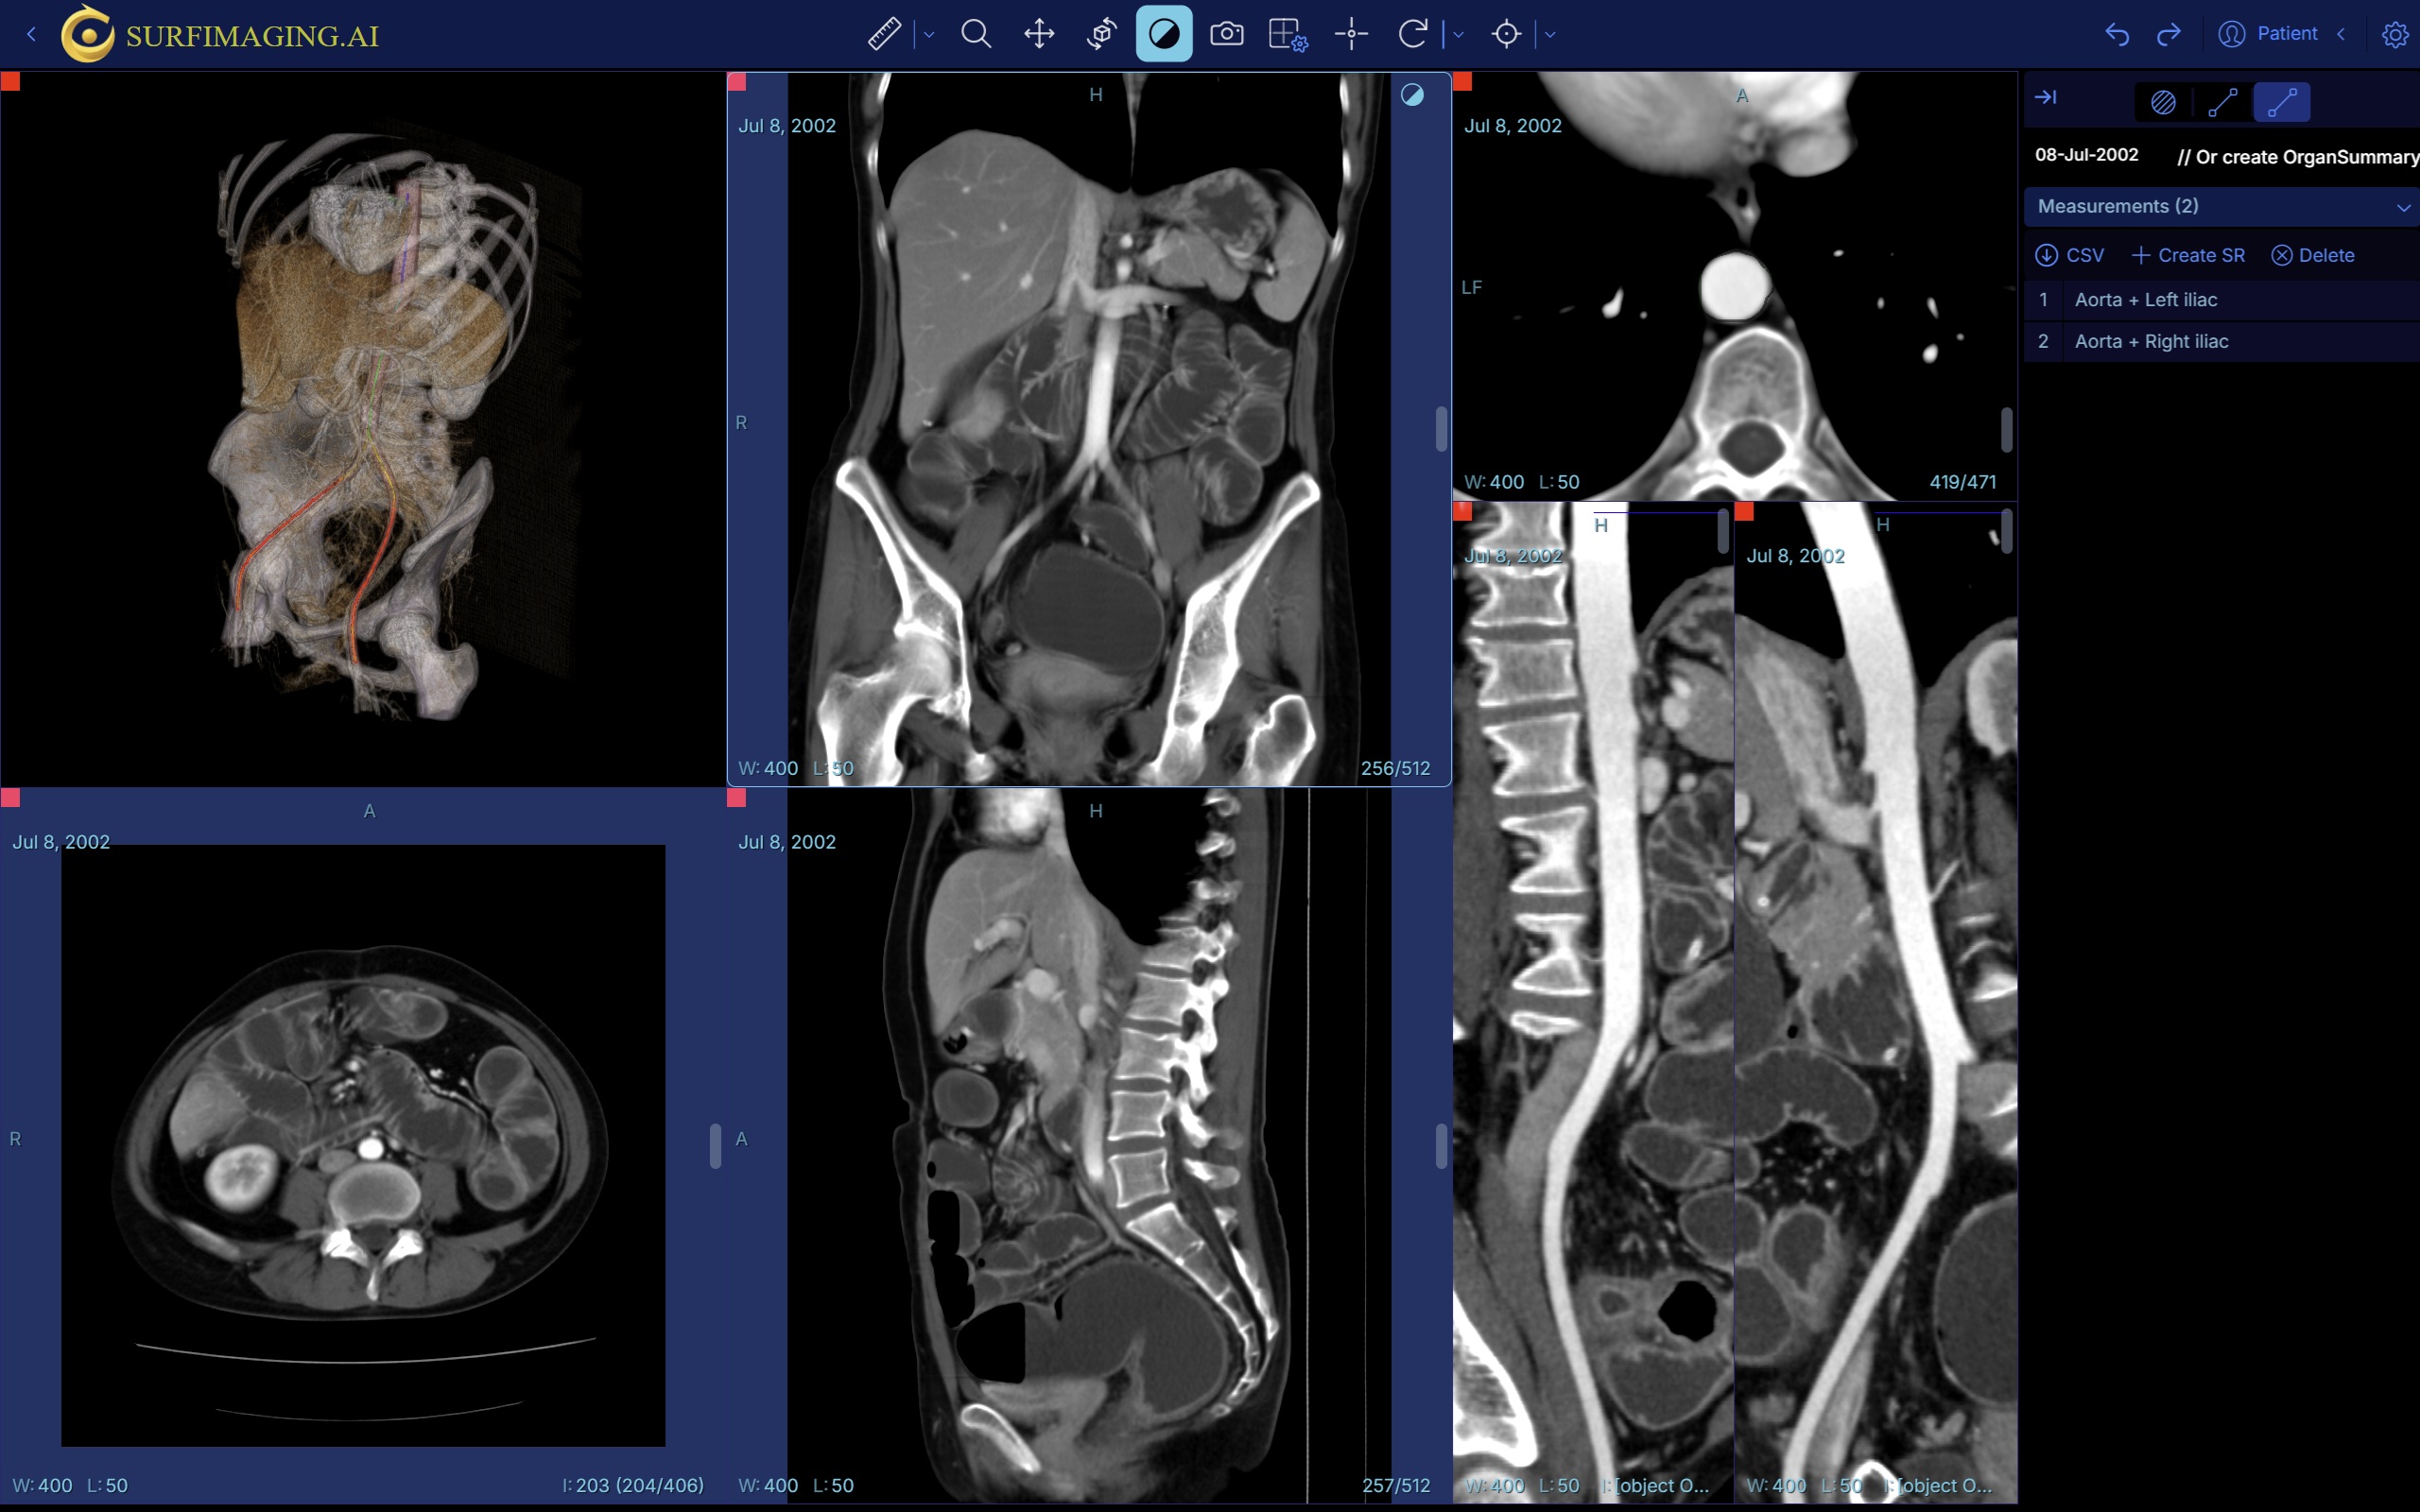 SURFIMAGING.AI
Patient
H
Jul 8, 2002
R
W: 400 L: 50
256/512
A
Jul 8, 2002
LF
W: 400 L: 50
419/471
08-Jul-2002 // Or create OrganSummary
Measurements (2)
CSV Create SR Delete
1 Aorta + Left iliac
2 Aorta + Right iliac
A
Jul 8, 2002
R
W: 400 L: 50
I: 203 (204/406)
H
Jul 8, 2002
A
W: 400 L: 50
257/512
H
Jul 8, 2002
W: 400 L: 50 I: [object O...
H
Jul 8, 2002
W: 400 L: 50 I: [object O...